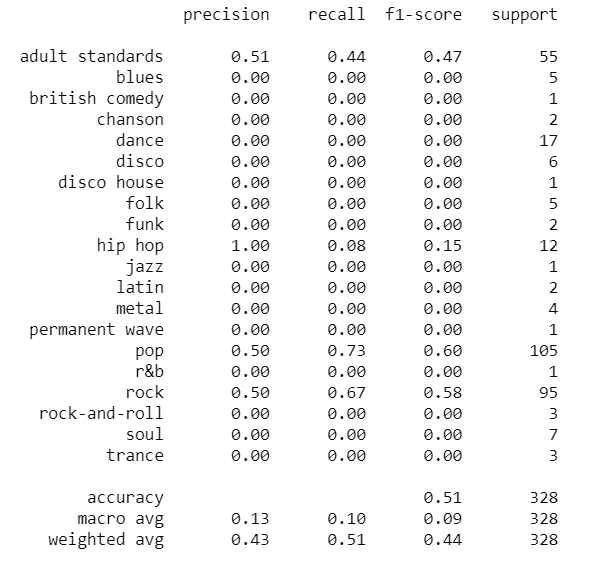 precision recall f1-score support
adult standards 0.51 0.44 0.47 55
blues 0.00 0.00 0.00 5
british comedy 0.00 0.00 0.00 1
chanson 0.00 0.00 0.00 2
dance 0.00 0.00 0.00 17
disco 0.00 0.00 0.00 6
disco house 0.00 0.00 0.00 1
folk 0.00 0.00 0.00 5
funk 0.00 0.00 0.00 2
hip hop 1.00 0.08 0.15 12
jazz 0.00 0.00 0.00 1
latin 0.00 0.00 0.00 2
metal 0.00 0.00 0.00 4
permanent wave 0.00 0.00 0.00 1
pop 0.50 0.73 0.60 105
r&b 0.00 0.00 0.00 1
rock 0.50 0.67 0.58 95
rock-and-roll 0.00 0.00 0.00 3
soul 0.00 0.00 0.00 7
trance 0.00 0.00 0.00 3
accuracy 0.51 328
macro avg 0.13 0.10 0.09 328
weighted avg 0.43 0.51 0.44 328